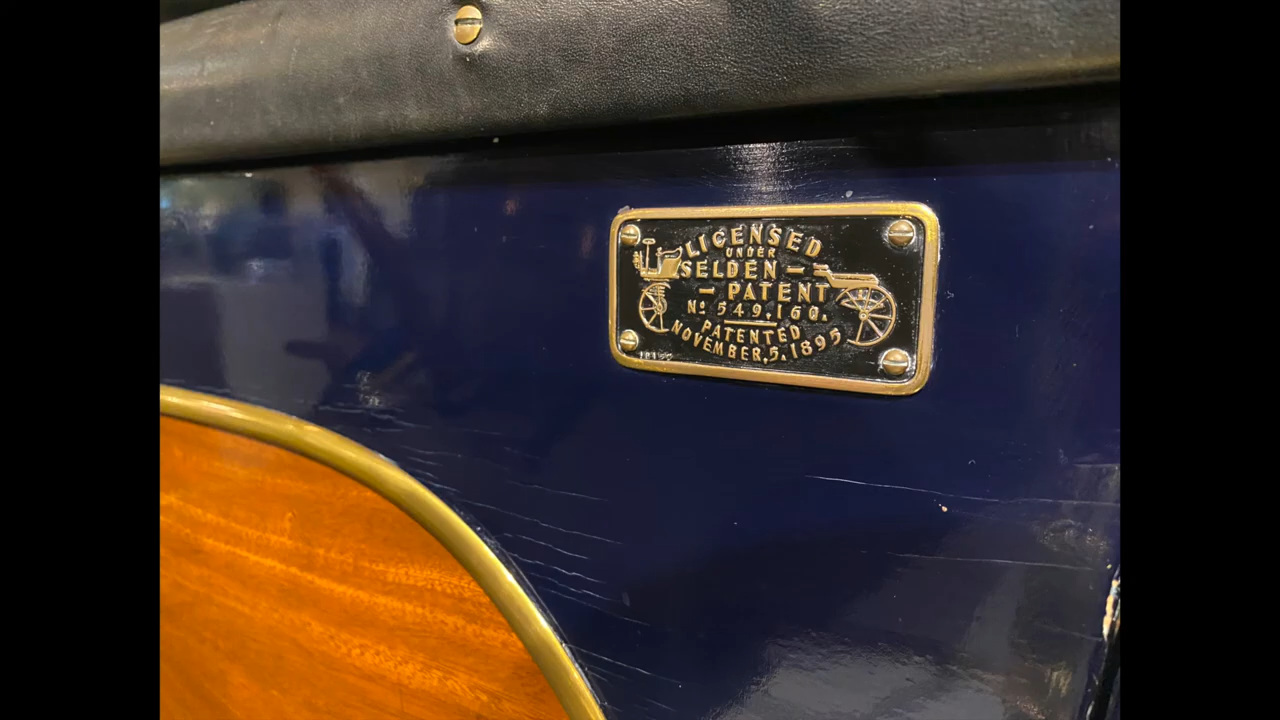 LICENSED
UNDER
SELDEN –
– PATENT
Nº 549,160.
PATENTED
NOVEMBER,5,1895